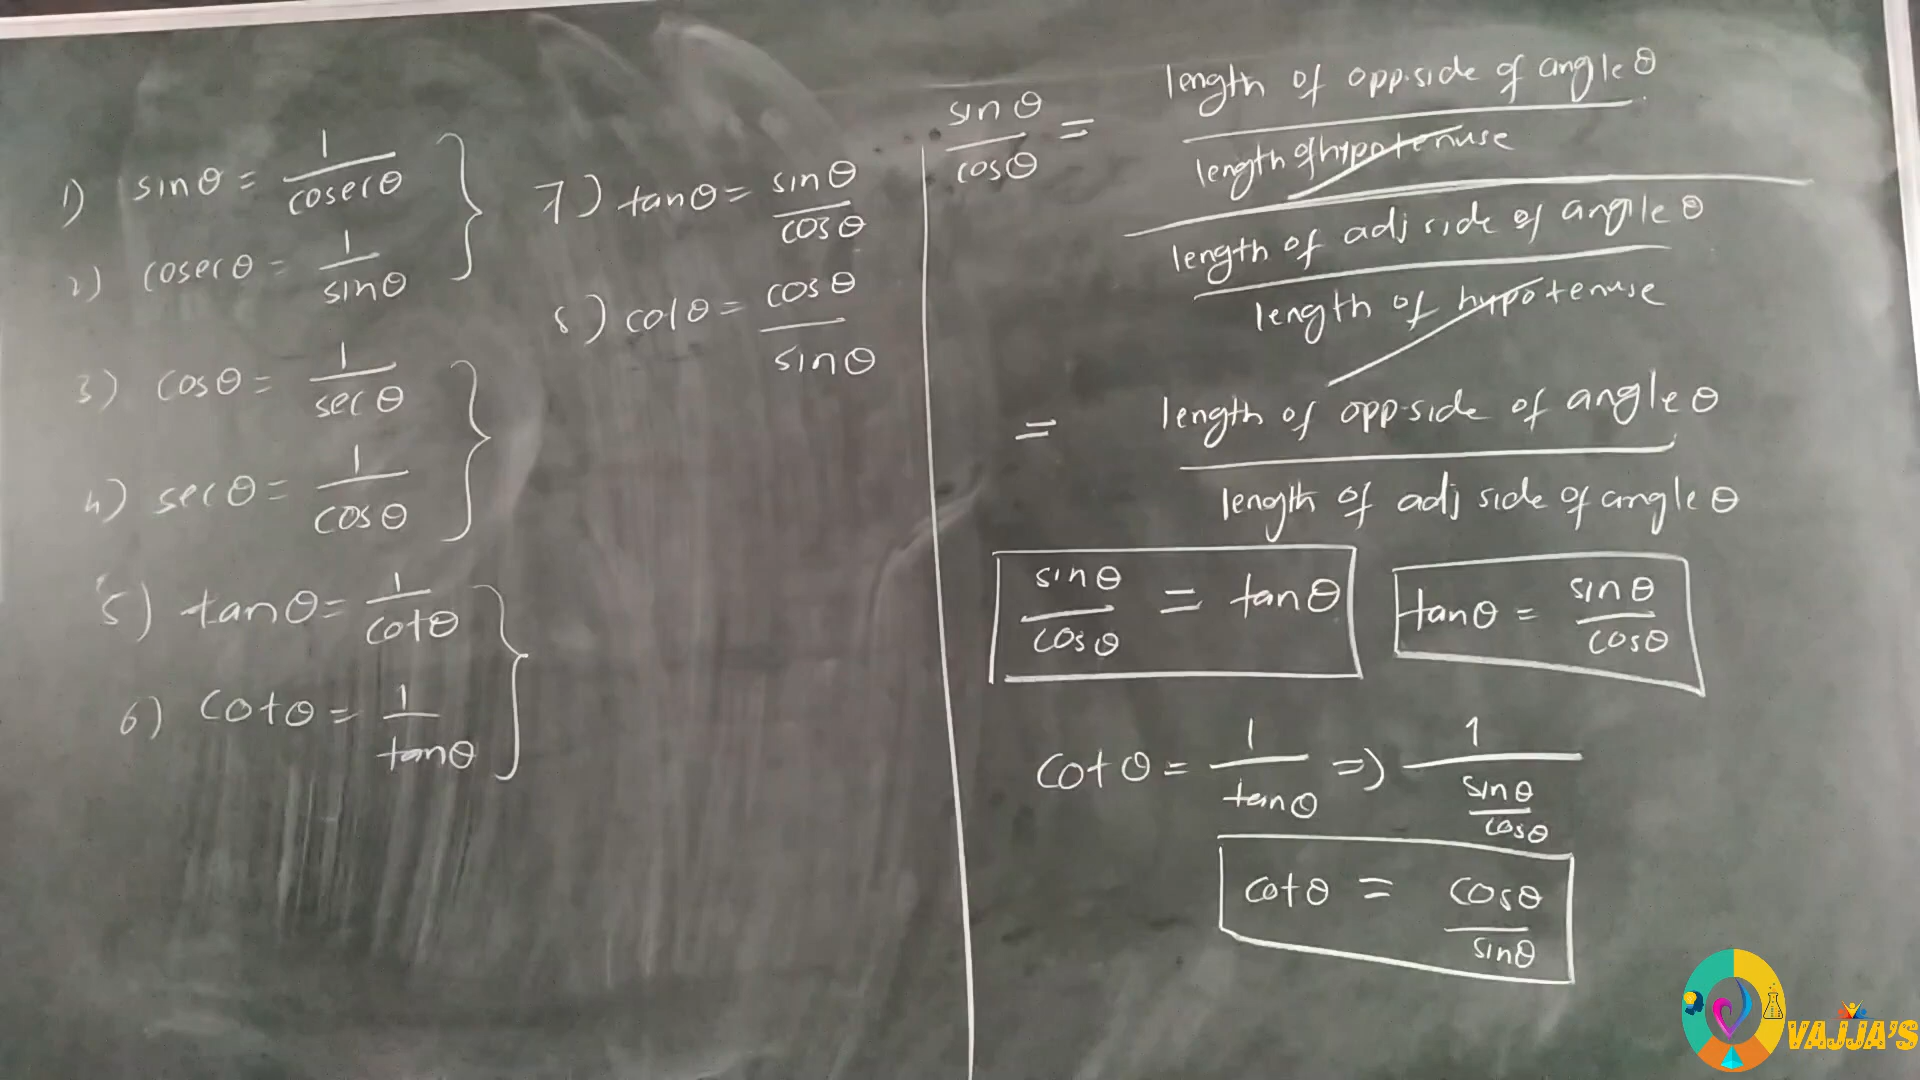 1) sinθ = 1/cosecθ
2) cosecθ = 1/sinθ
3) cosθ = 1/secθ
4) secθ = 1/cosθ
5) tanθ = 1/cotθ
6) cotθ = 1/tanθ
7) tanθ = sinθ/cosθ
8) cotθ = cosθ/sinθ
sinθ/cosθ =
length of opp.side of angle θ
length of hypotenuse
length of adj side of angle θ
length of hypotenuse
= length of opp.side of angle θ
length of adj side of angle θ
sinθ/cosθ = tanθ
tanθ = sinθ/cosθ
cotθ = 1/tanθ => 1/(sinθ/cosθ)
cotθ = cosθ/sinθ
VAJJA'S